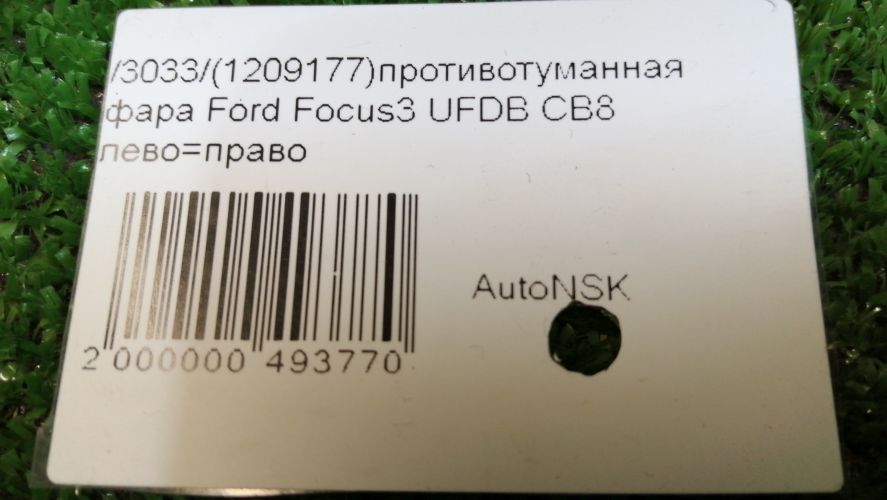 /3033/(1209177)противотуманная
фара Ford Focus3 UFDB CB8
лево=право
AutoNSK
2 000000 493770